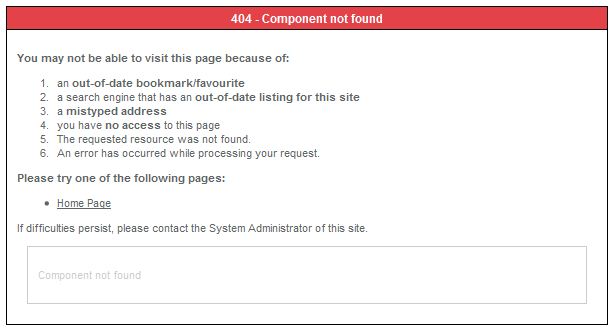 404 - Component not found
You may not be able to visit this page because of:
1. an out-of-date bookmark/favourite
2. a search engine that has an out-of-date listing for this site
3. a mistyped address
4. you have no access to this page
5. The requested resource was not found.
6. An error has occurred while processing your request.
Please try one of the following pages:
• Home Page
If difficulties persist, please contact the System Administrator of this site.
Component not found